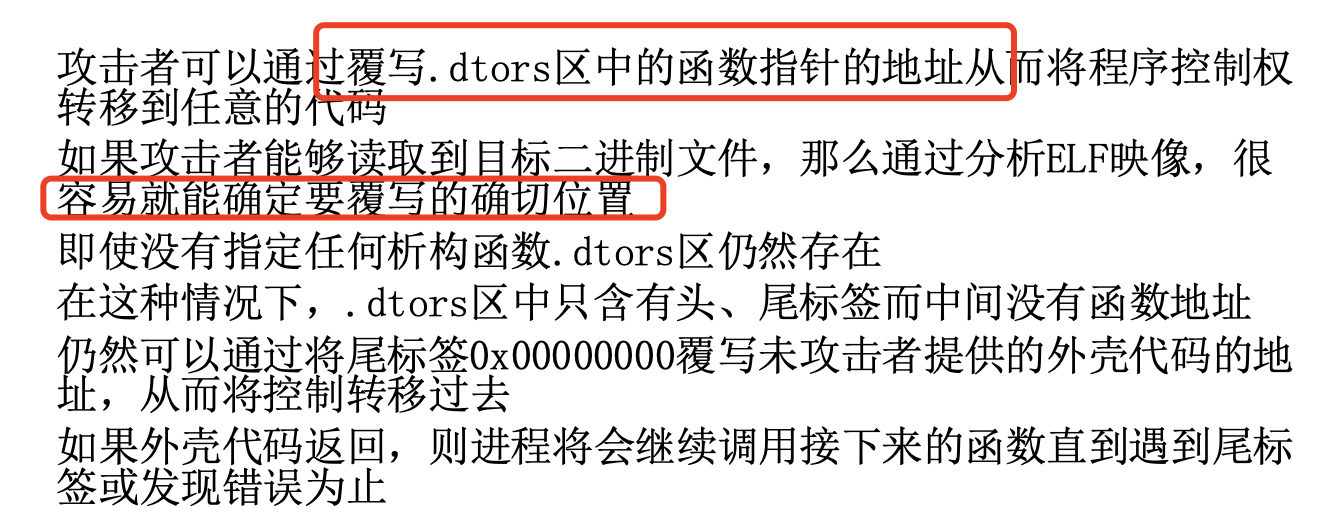 攻击者可以通过覆写.dtors区中的函数指针的地址从而将程序控制权
转移到任意的代码
如果攻击者能够读取到目标二进制文件，那么通过分析ELF映像，很
容易就能确定要覆写的确切位置
即使没有指定任何析构函数.dtors区仍然存在
在这种情况下，.dtors区中只含有头、尾标签而中间没有函数地址
仍然可以通过将尾标签0x00000000覆写未攻击者提供的外壳代码的地
址，从而将控制转移过去
如果外壳代码返回，则进程将会继续调用接下来的函数直到遇到尾标
签或发现错误为止